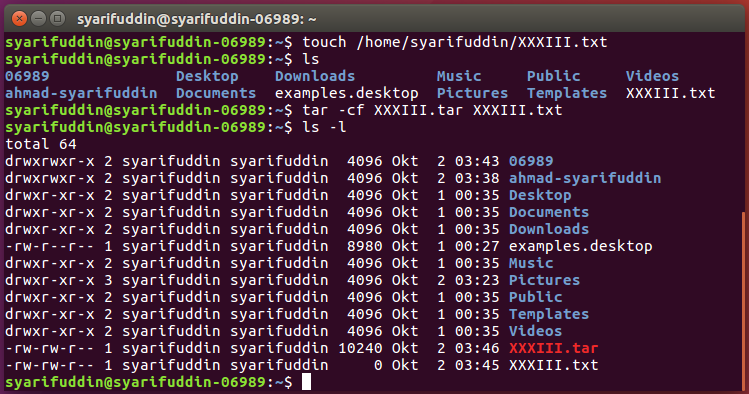 syarifuddin@syarifuddin-06989: ~
syarifuddin@syarifuddin-06989:~$ touch /home/syarifuddin/XXXIII.txt
syarifuddin@syarifuddin-06989:~$ ls
06989 Desktop Downloads Music Public Videos
ahmad-syarifuddin Documents examples.desktop Pictures Templates XXXIII.txt
syarifuddin@syarifuddin-06989:~$ tar -cf XXXIII.tar XXXIII.txt
syarifuddin@syarifuddin-06989:~$ ls -l
total 64
drwxrwxr-x 2 syarifuddin syarifuddin 4096 Okt 2 03:43 06989
drwxrwxr-x 2 syarifuddin syarifuddin 4096 Okt 2 03:38 ahmad-syarifuddin
drwxr-xr-x 2 syarifuddin syarifuddin 4096 Okt 1 00:35 Desktop
drwxr-xr-x 2 syarifuddin syarifuddin 4096 Okt 1 00:35 Documents
drwxr-xr-x 2 syarifuddin syarifuddin 4096 Okt 1 00:35 Downloads
-rw-r--r-- 1 syarifuddin syarifuddin 8980 Okt 1 00:27 examples.desktop
drwxr-xr-x 2 syarifuddin syarifuddin 4096 Okt 1 00:35 Music
drwxr-xr-x 3 syarifuddin syarifuddin 4096 Okt 2 03:23 Pictures
drwxr-xr-x 2 syarifuddin syarifuddin 4096 Okt 1 00:35 Public
drwxr-xr-x 2 syarifuddin syarifuddin 4096 Okt 1 00:35 Templates
drwxr-xr-x 2 syarifuddin syarifuddin 4096 Okt 1 00:35 Videos
-rw-rw-r-- 1 syarifuddin syarifuddin 10240 Okt 2 03:46 XXXIII.tar
-rw-rw-r-- 1 syarifuddin syarifuddin 0 Okt 2 03:45 XXXIII.txt
syarifuddin@syarifuddin-06989:~$